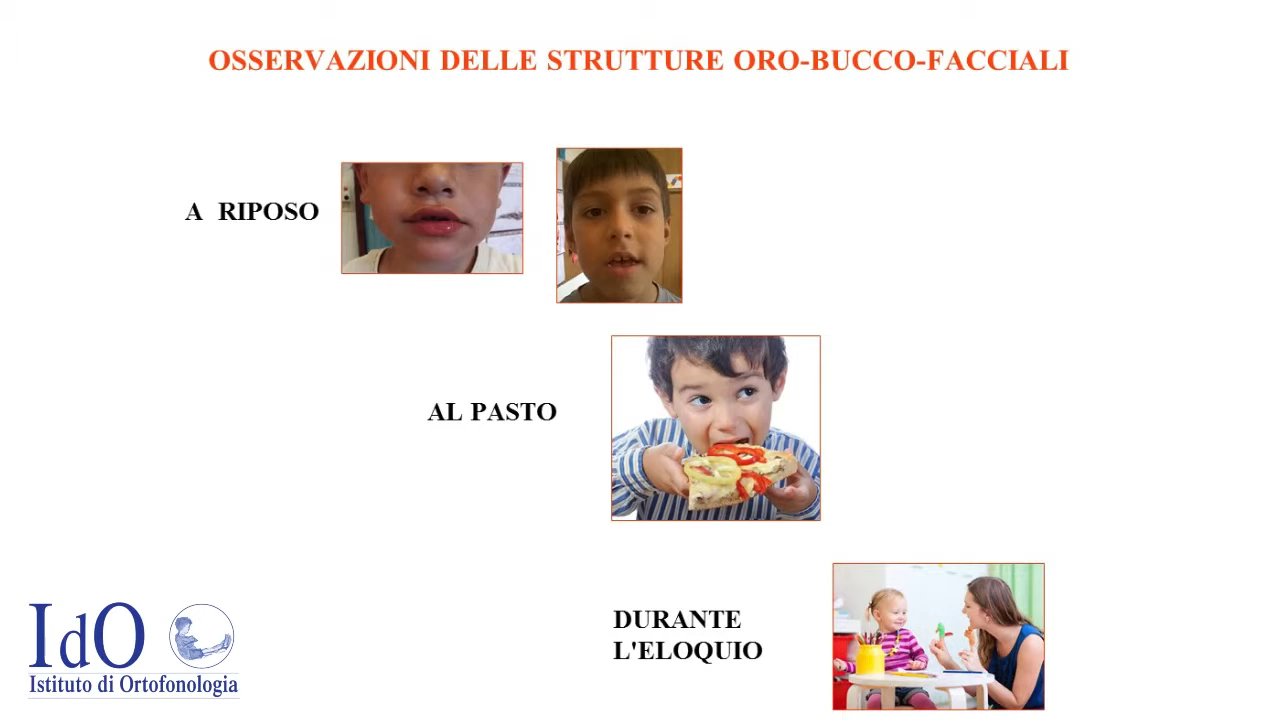 OSSERVAZIONI DELLE STRUTTURE ORO-BUCCO-FACCIALI
A RIPOSO
AL PASTO
DURANTE
L'ELOQUIO
IdO
Istituto di Ortofonologia